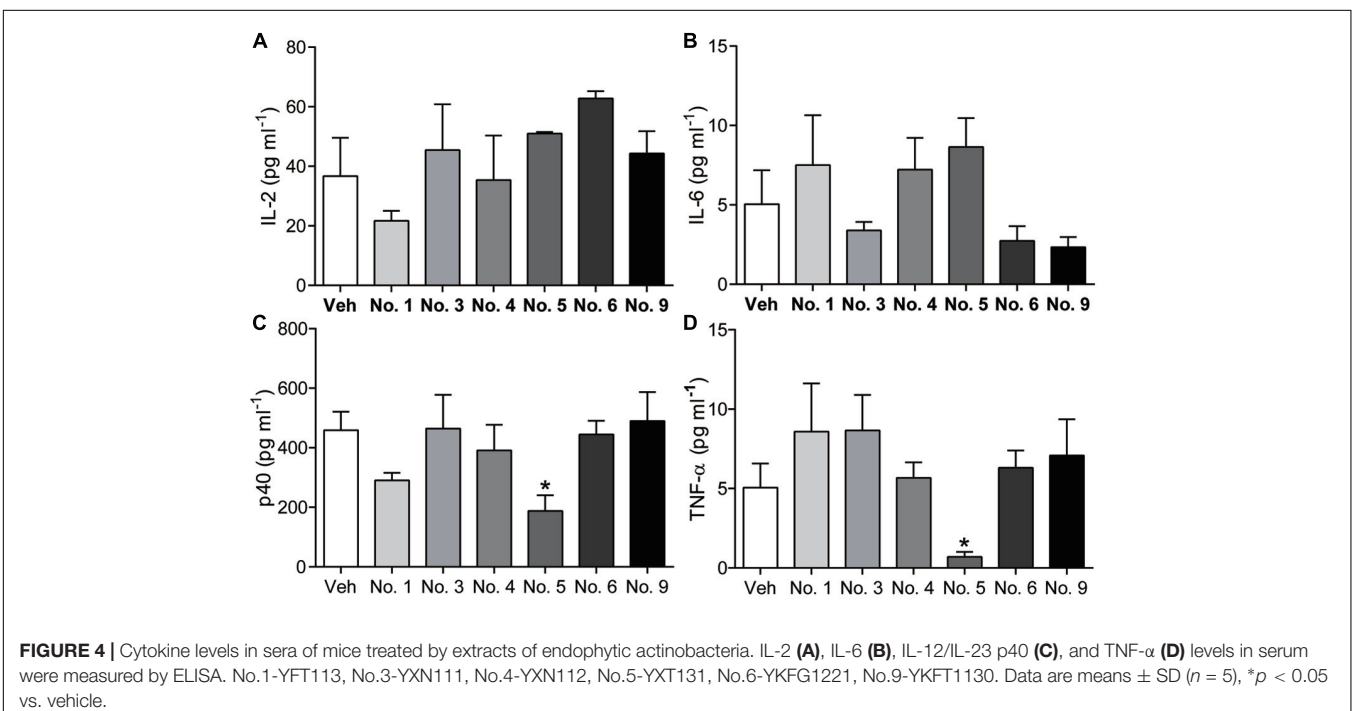 A
80
60
40
20
0
IL-2 (pg ml⁻¹)
Veh No. 1 No. 3 No. 4 No. 5 No. 6 No. 9
B
15
10
5
0
IL-6 (pg ml⁻¹)
Veh No. 1 No. 3 No. 4 No. 5 No. 6 No. 9
C
800
600
400
200
0
p40 (pg ml⁻¹)
*
Veh No. 1 No. 3 No. 4 No. 5 No. 6 No. 9
D
15
10
5
0
TNF-α (pg ml⁻¹)
*
Veh No. 1 No. 3 No. 4 No. 5 No. 6 No. 9
FIGURE 4 | Cytokine levels in sera of mice treated by extracts of endophytic actinobacteria. IL-2 (A), IL-6 (B), IL-12/IL-23 p40 (C), and TNF-α (D) levels in serum
were measured by ELISA. No.1-YFT113, No.3-YXN111, No.4-YXN112, No.5-YXT131, No.6-YKFG1221, No.9-YKFT1130. Data are means ± SD (n = 5), *p < 0.05
vs. vehicle.